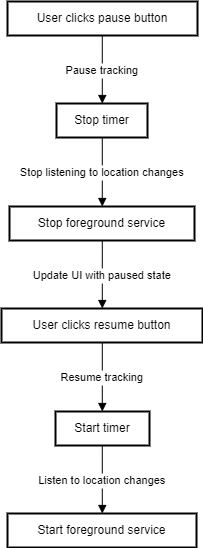 User clicks pause button
Pause tracking
Stop timer
Stop listening to location changes
Stop foreground service
Update UI with paused state
User clicks resume button
Resume tracking
Start timer
Listen to location changes
Start foreground service